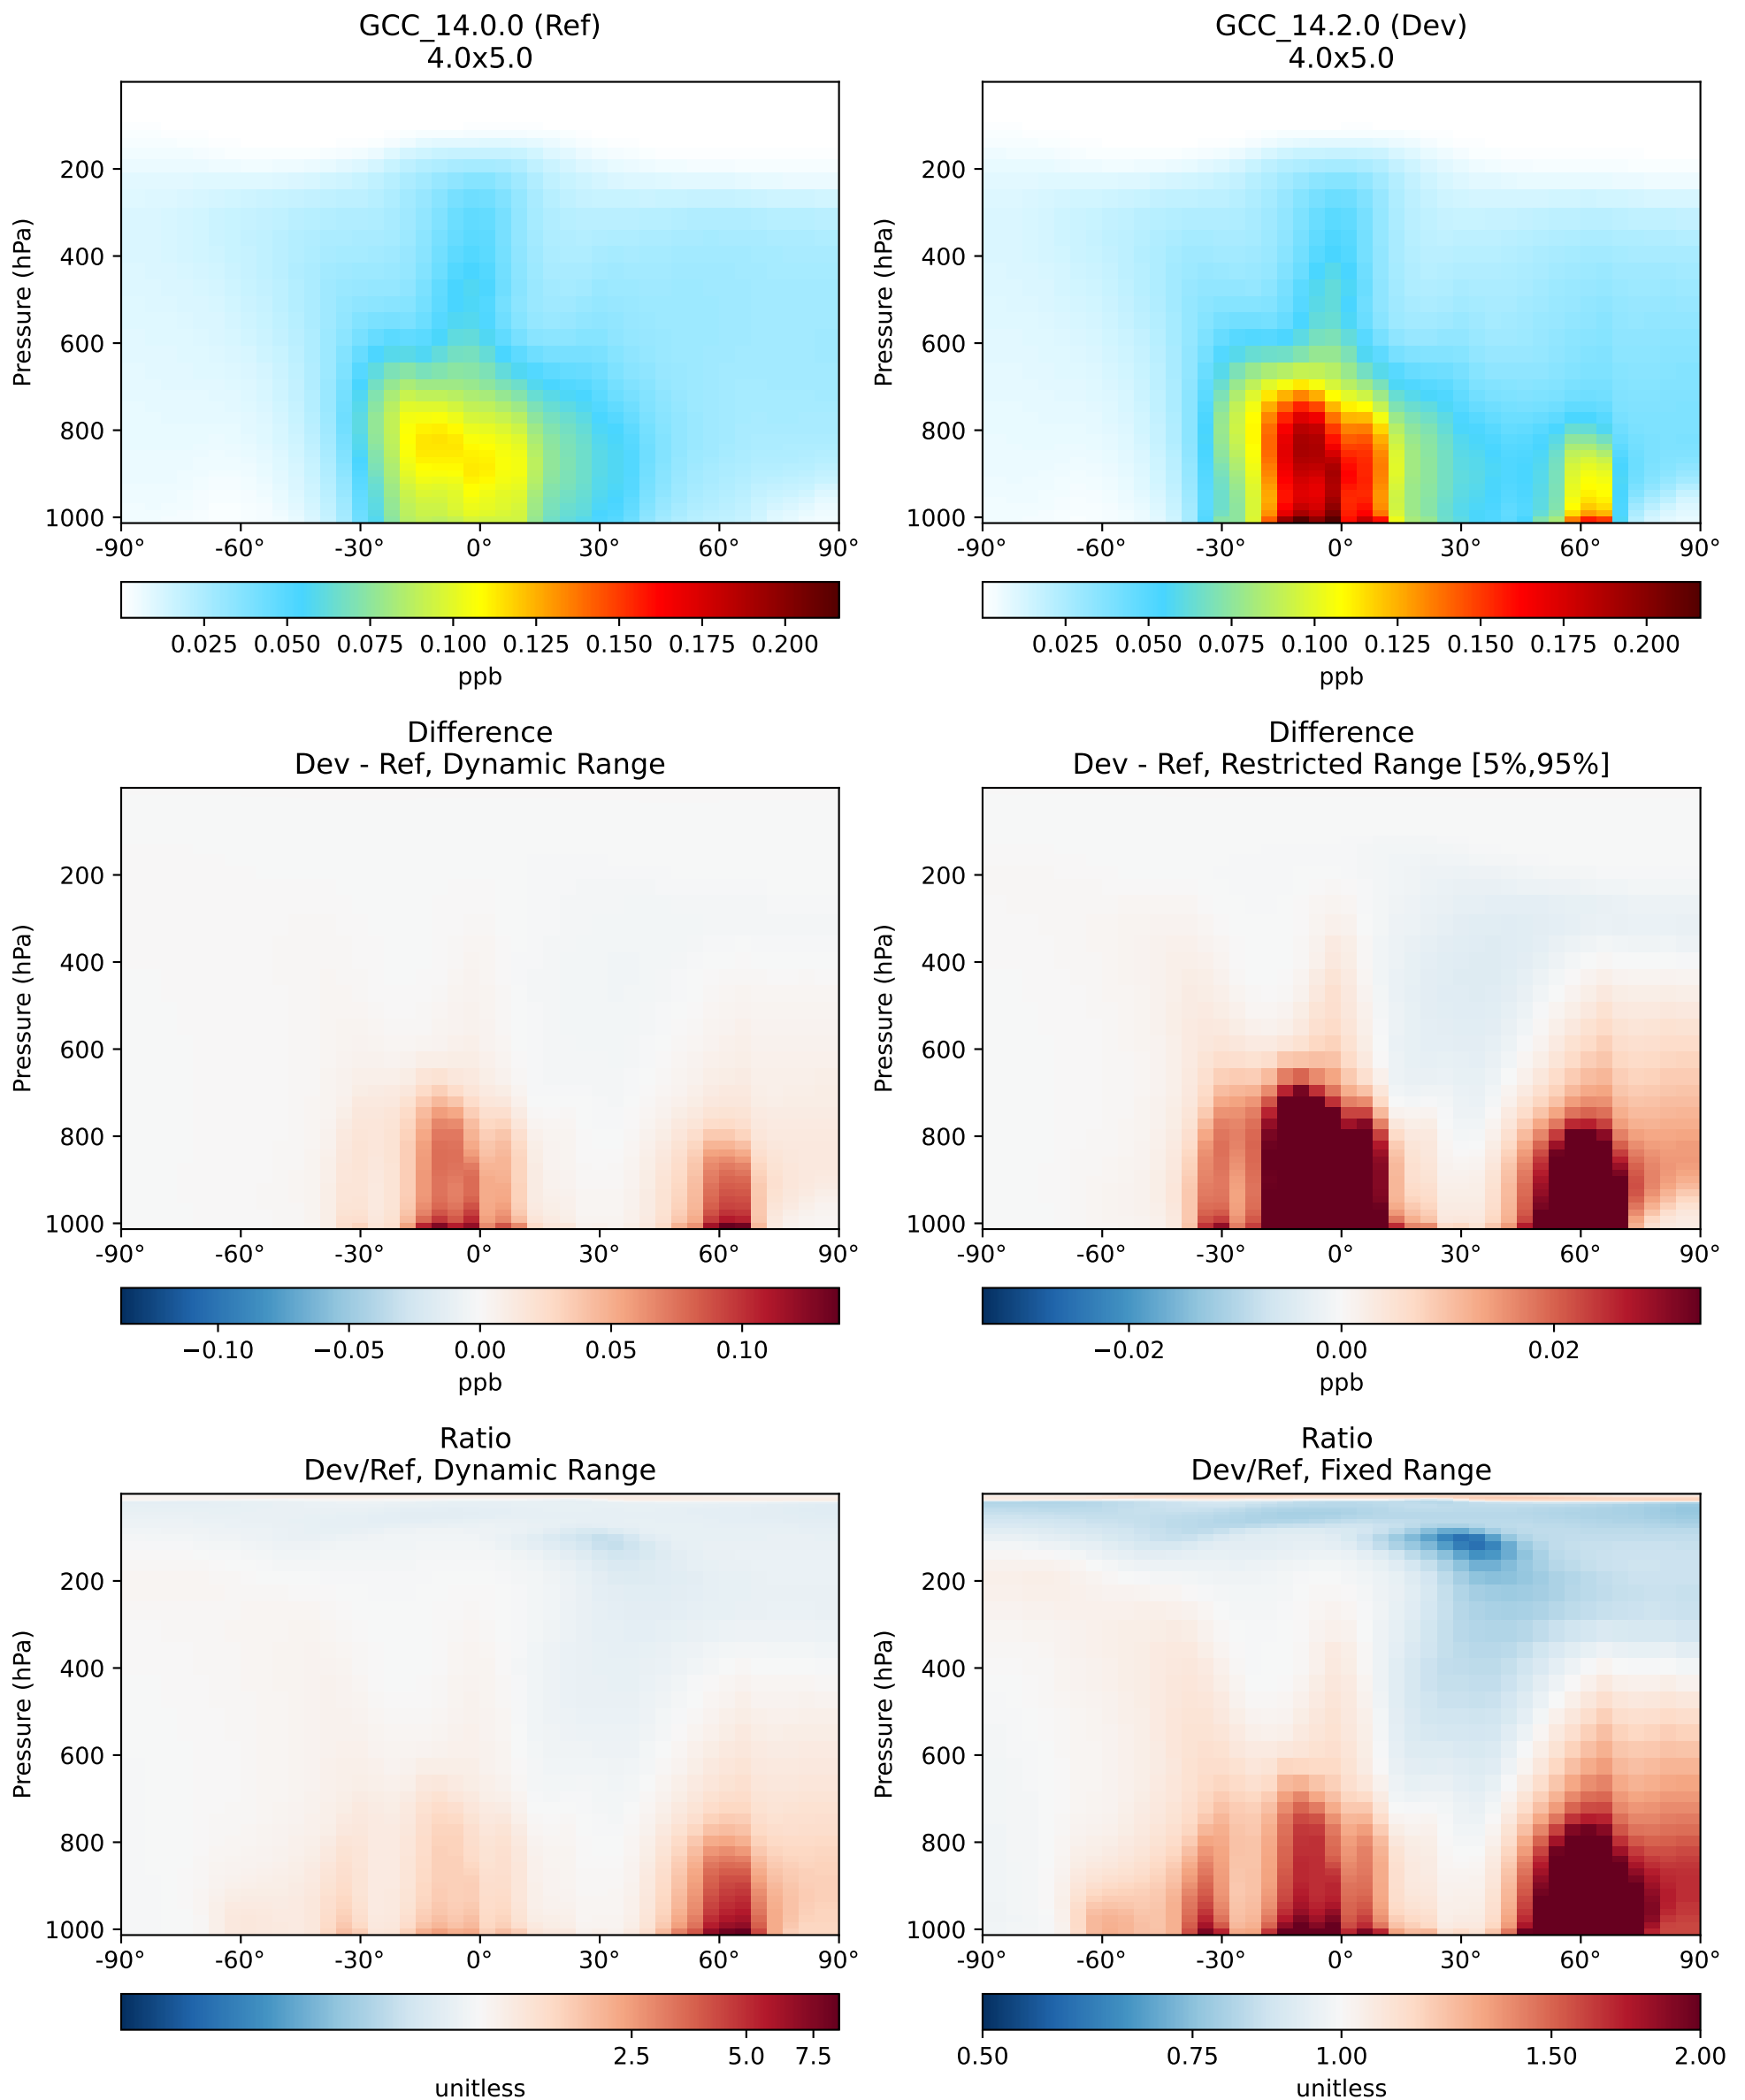 GCC_14.0.0 (Ref)
4.0x5.0
Pressure (hPa)
200
400
600
800
1000
-90° -60° -30° 0° 30° 60° 90°
0.025 0.050 0.075 0.100 0.125 0.150 0.175 0.200
ppb
GCC_14.2.0 (Dev)
4.0x5.0
Pressure (hPa)
200
400
600
800
1000
-90° -60° -30° 0° 30° 60° 90°
0.025 0.050 0.075 0.100 0.125 0.150 0.175 0.200
ppb
Difference
Dev - Ref, Dynamic Range
Pressure (hPa)
200
400
600
800
1000
-90° -60° -30° 0° 30° 60° 90°
−0.10 −0.05 0.00 0.05 0.10
ppb
Difference
Dev - Ref, Restricted Range [5%,95%]
Pressure (hPa)
200
400
600
800
1000
-90° -60° -30° 0° 30° 60° 90°
−0.02 0.00 0.02
ppb
Ratio
Dev/Ref, Dynamic Range
Pressure (hPa)
200
400
600
800
1000
-90° -60° -30° 0° 30° 60° 90°
2.5 5.0 7.5
unitless
Ratio
Dev/Ref, Fixed Range
Pressure (hPa)
200
400
600
800
1000
-90° -60° -30° 0° 30° 60° 90°
0.50 0.75 1.00 1.50 2.00
unitless